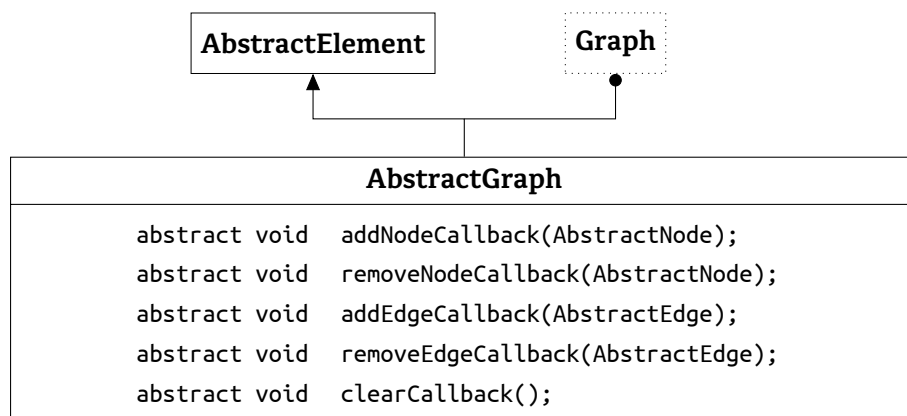 AbstractElement Graph
AbstractGraph
abstract void addNodeCallback(AbstractNode);
abstract void removeNodeCallback(AbstractNode);
abstract void addEdgeCallback(AbstractEdge);
abstract void removeEdgeCallback(AbstractEdge);
abstract void clearCallback();